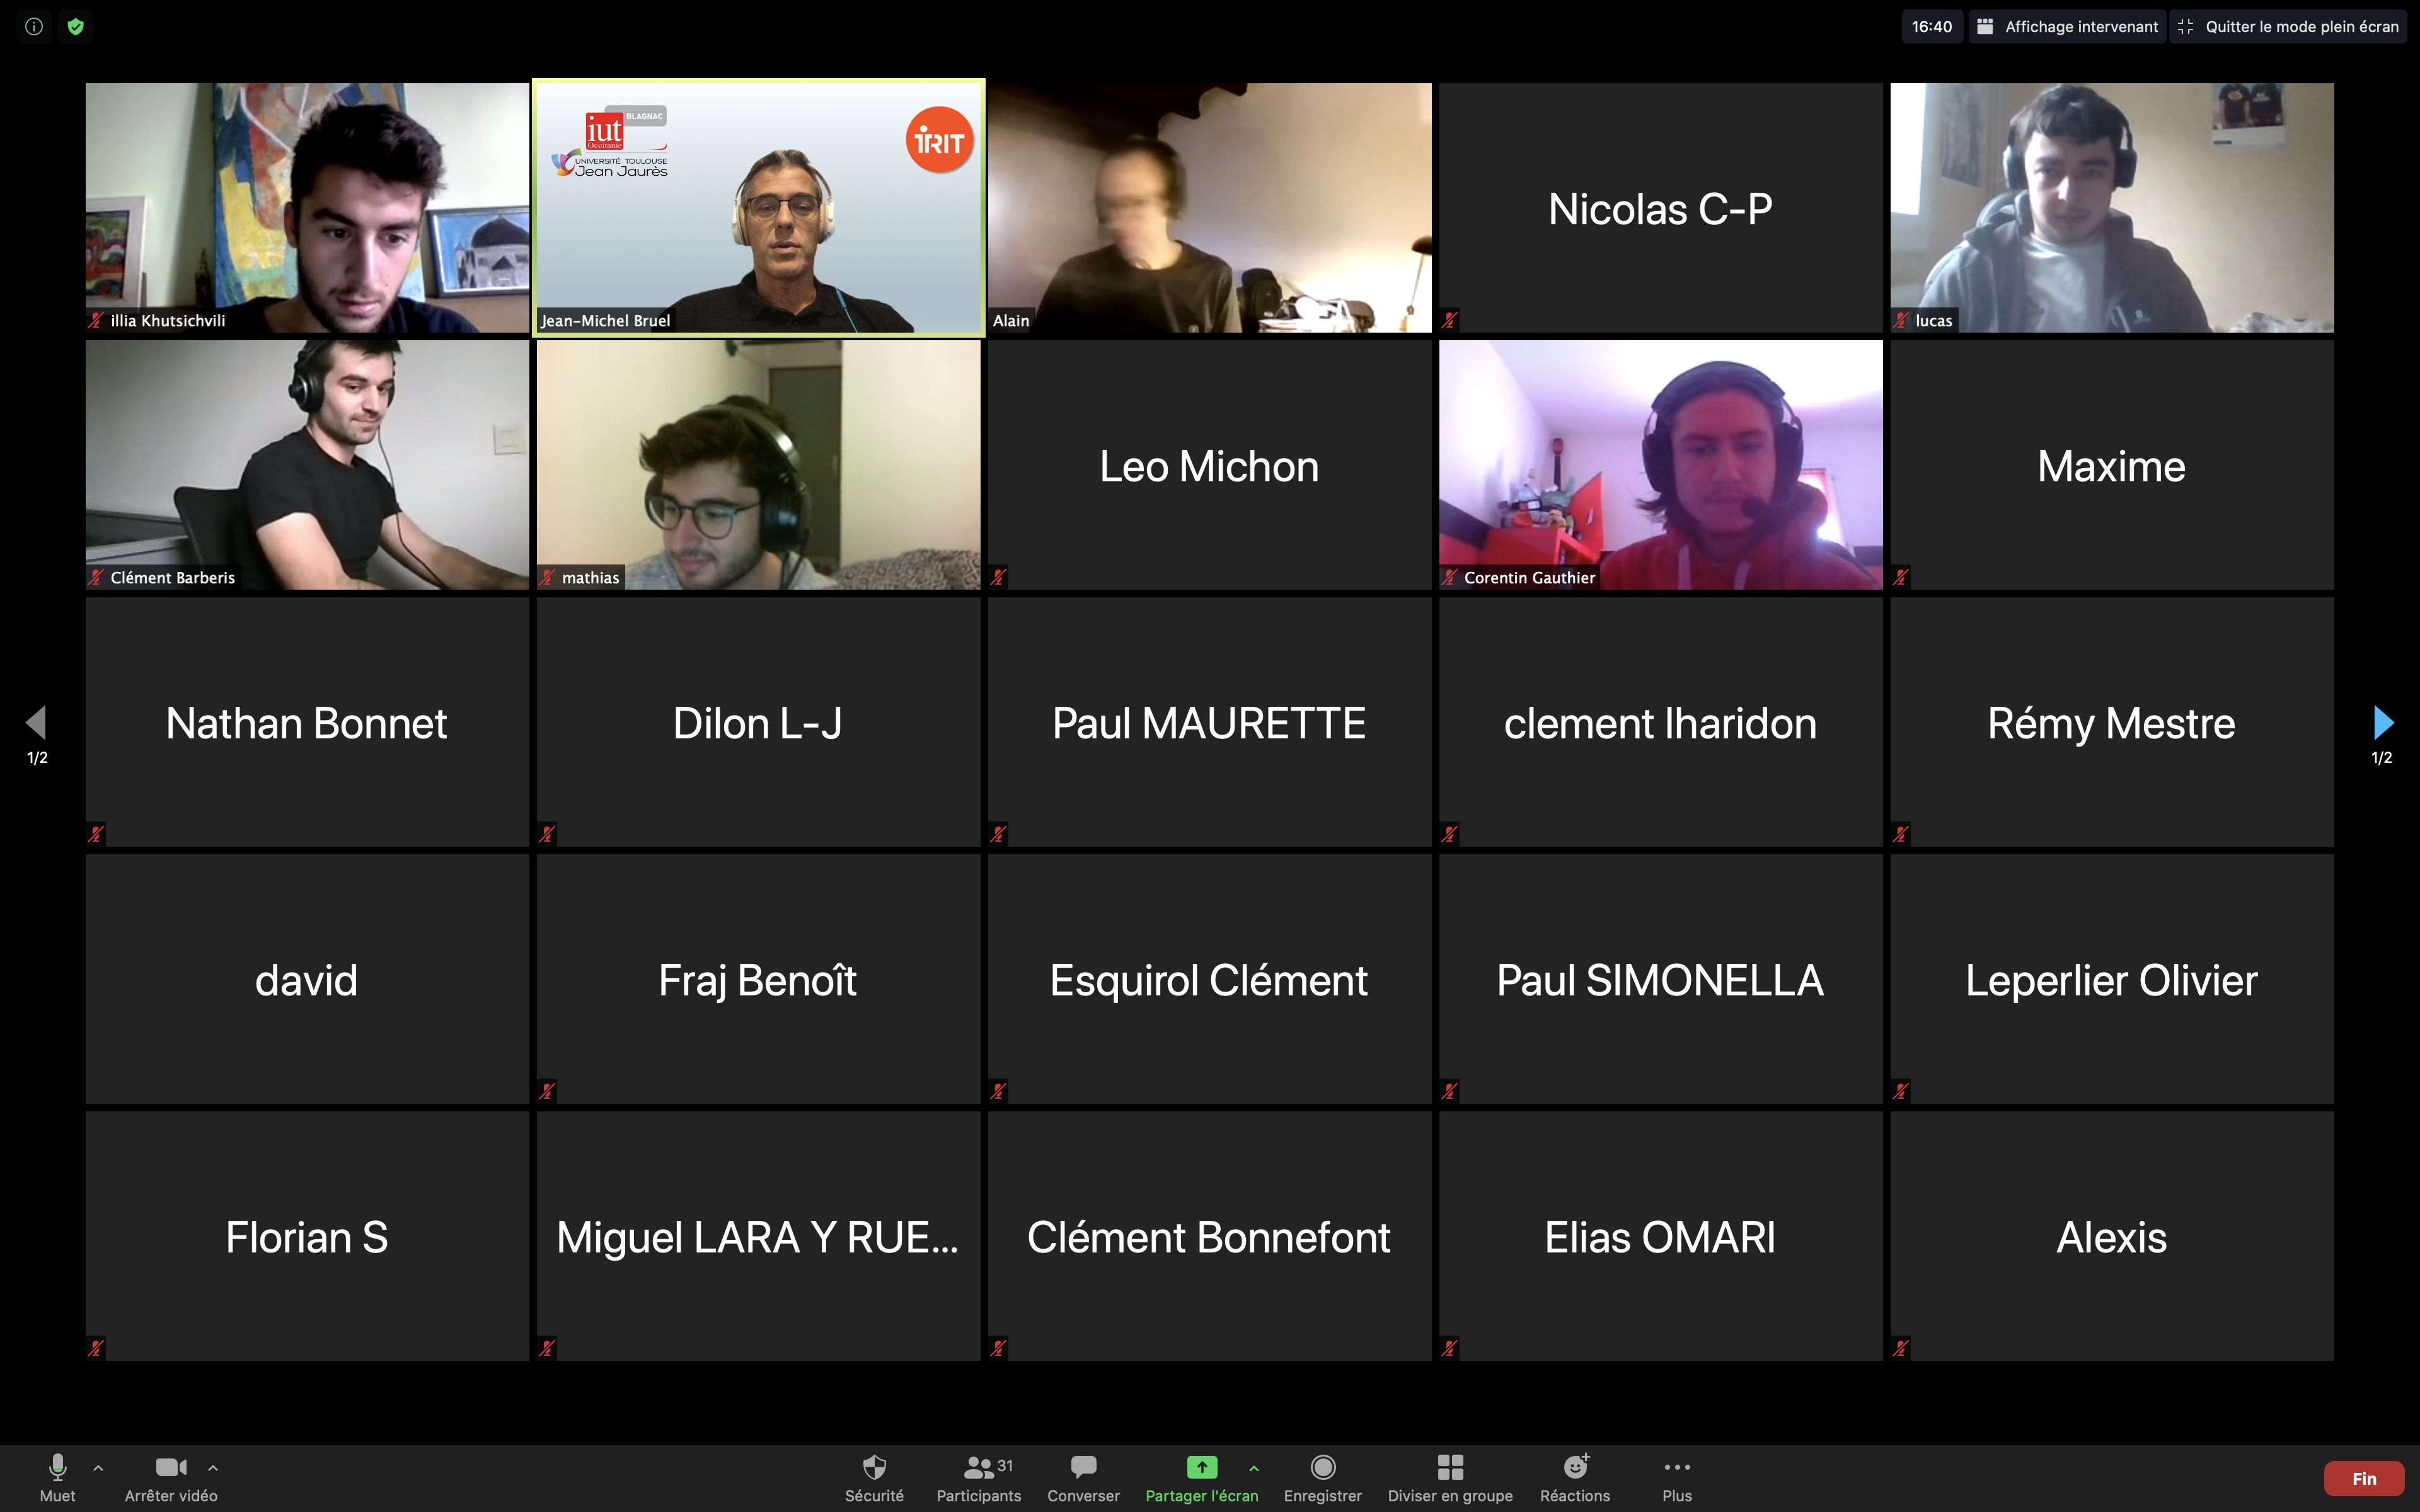 16:40
Affichage intervenant
Quitter le mode plein écran
iut
BLAGNAC
Occitanie
UNIVERSITÉ TOULOUSE
Jean Jaurès
iRIT
illia Khutsichvili
Jean-Michel Bruel
Alain
Nicolas C-P
lucas
Clément Barberis
mathias
Leo Michon
Corentin Gauthier
Maxime
Nathan Bonnet
Dilon L-J
Paul MAURETTE
clement lharidon
Rémy Mestre
1/2
1/2
david
Fraj Benoît
Esquirol Clément
Paul SIMONELLA
Leperlier Olivier
Florian S
Miguel LARA Y RUE...
Clément Bonnefont
Elias OMARI
Alexis
Muet
Arrêter vidéo
Sécurité
Participants
31
Converser
Partager l'écran
Enregistrer
Diviser en groupe
Réactions
Plus
Fin